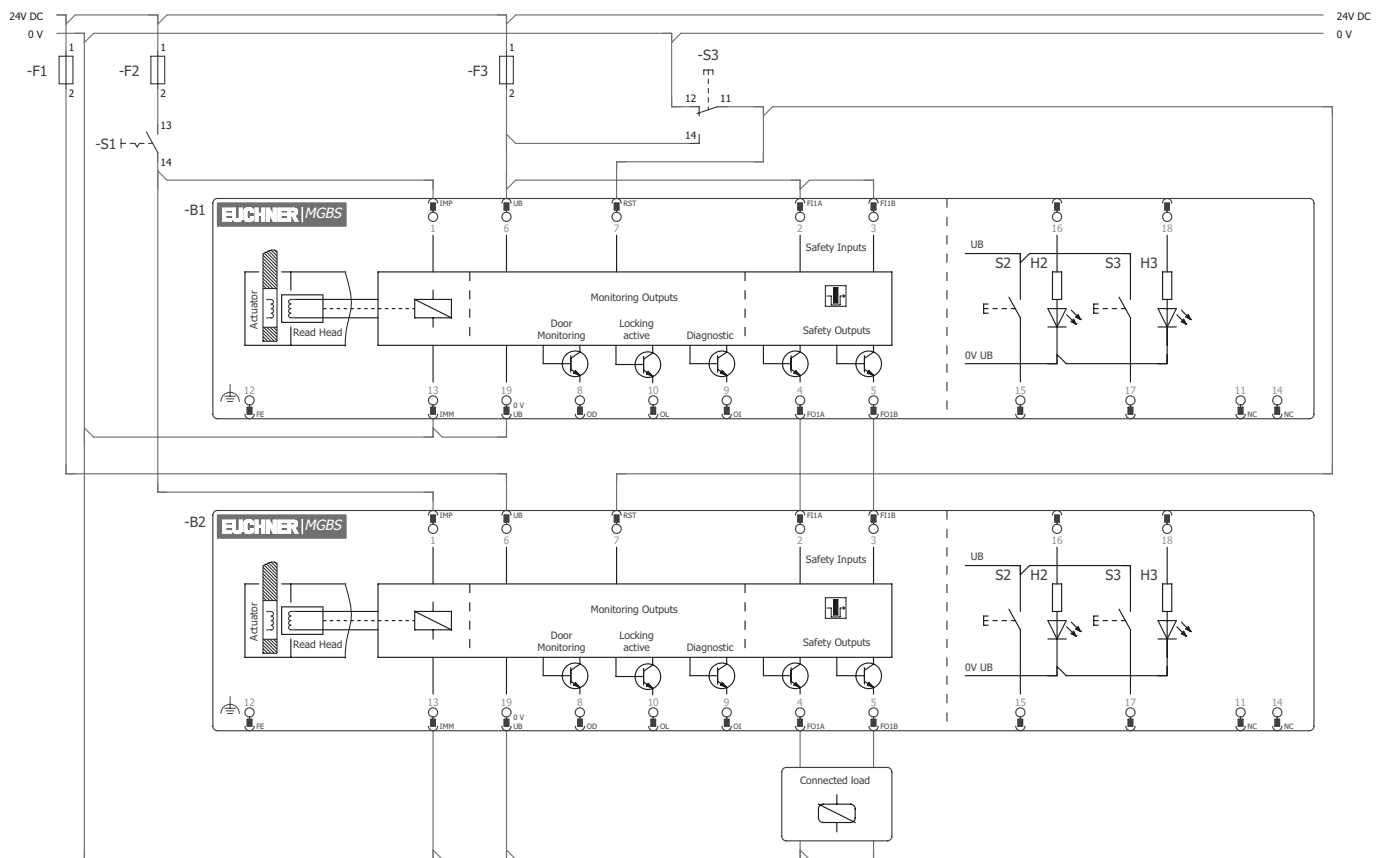 24V DC 24V DC
0 V 0 V
1 1 1
-F1 -F2 -F3 -S3
2 2 2
12 11
13 14
-S1
14
-B1 EUCHNER MGBS IMP UB RST FI1A FI1B
1 6 7 2 3 16 18
Safety Inputs UB
S2 H2 S3 H3
Actuator
Monitoring Outputs
Read Head Door Monitoring Locking active Diagnostic Safety Outputs
E E
0V UB
12 13 19 8 10 9 4 5 15 17 11 14
FE IMM 0 V UB OD OL OI FO1A FO1B NC NC
-B2 EUCHNER MGBS IMP UB RST FI1A FI1B
1 6 7 2 3 16 18
Safety Inputs UB
S2 H2 S3 H3
Actuator
Monitoring Outputs
Read Head Door Monitoring Locking active Diagnostic Safety Outputs
E E
0V UB
12 13 19 8 10 9 4 5 15 17 11 14
FE IMM 0 V UB OD OL OI FO1A FO1B NC NC
Connected load